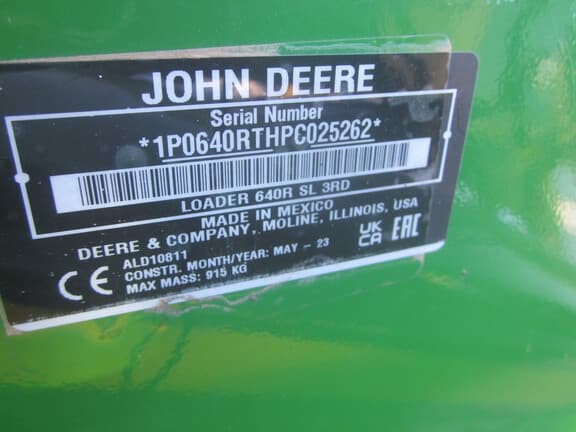 JOHN DEERE
Serial Number
*1P0640RTHPC025262*
LOADER 640R SL 3RD
MADE IN MEXICO
DEERE & COMPANY, MOLINE, ILLINOIS, USA
ALD10811
CONSTR. MONTH/YEAR: MAY - 23
MAX MASS: 915 KG
CE
UK
CA
EAC